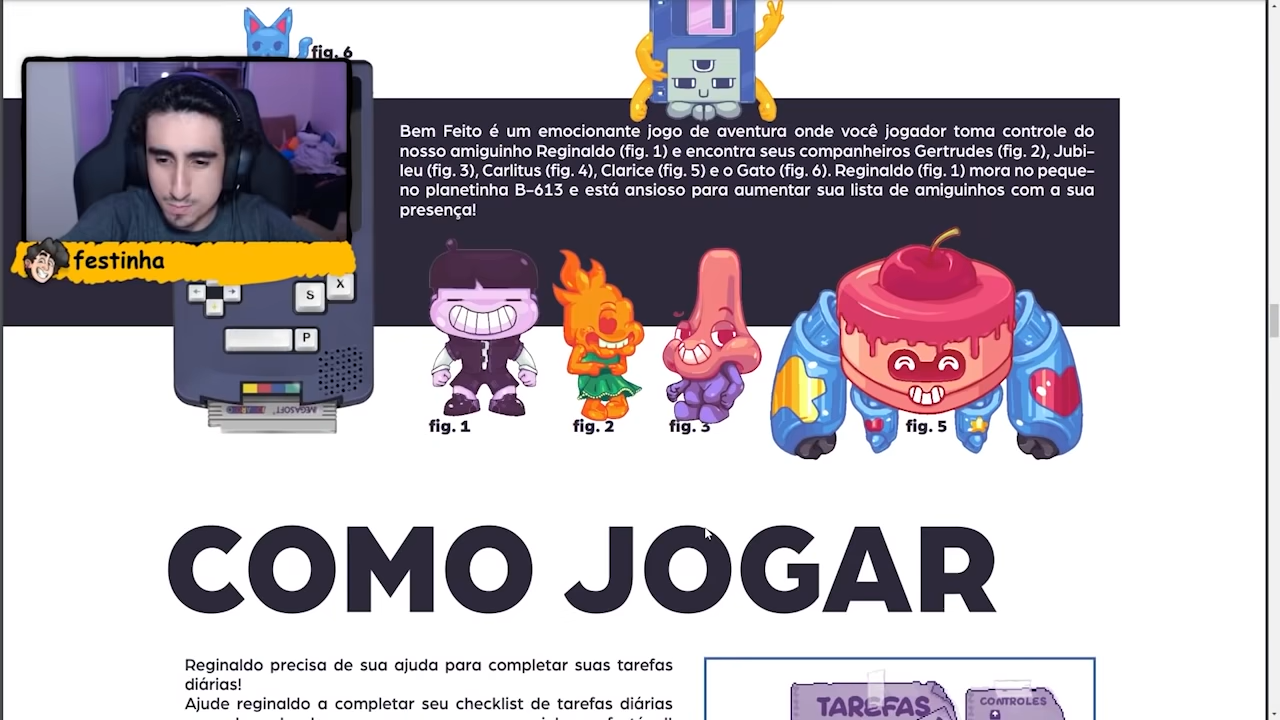 fig. 6
Bem Feito é um emocionante jogo de aventura onde você jogador toma controle do
nosso amiguinho Reginaldo (fig. 1) e encontra seus companheiros Gertrudes (fig. 2), Jubi-
leu (fig. 3), Carlitus (fig. 4), Clarice (fig. 5) e o Gato (fig. 6). Reginaldo (fig. 1) mora no peque-
no planetinha B-613 e está ansioso para aumentar sua lista de amiguinhos com a sua
presença!
festinha
S
X
P
MEGASOFT
fig. 1
fig. 2
fig. 3
fig. 5
COMO JOGAR
Reginaldo precisa de sua ajuda para completar suas tarefas
diárias!
Ajude reginaldo a completar seu checklist de tarefas diárias
TAREFAS
CONTROLES